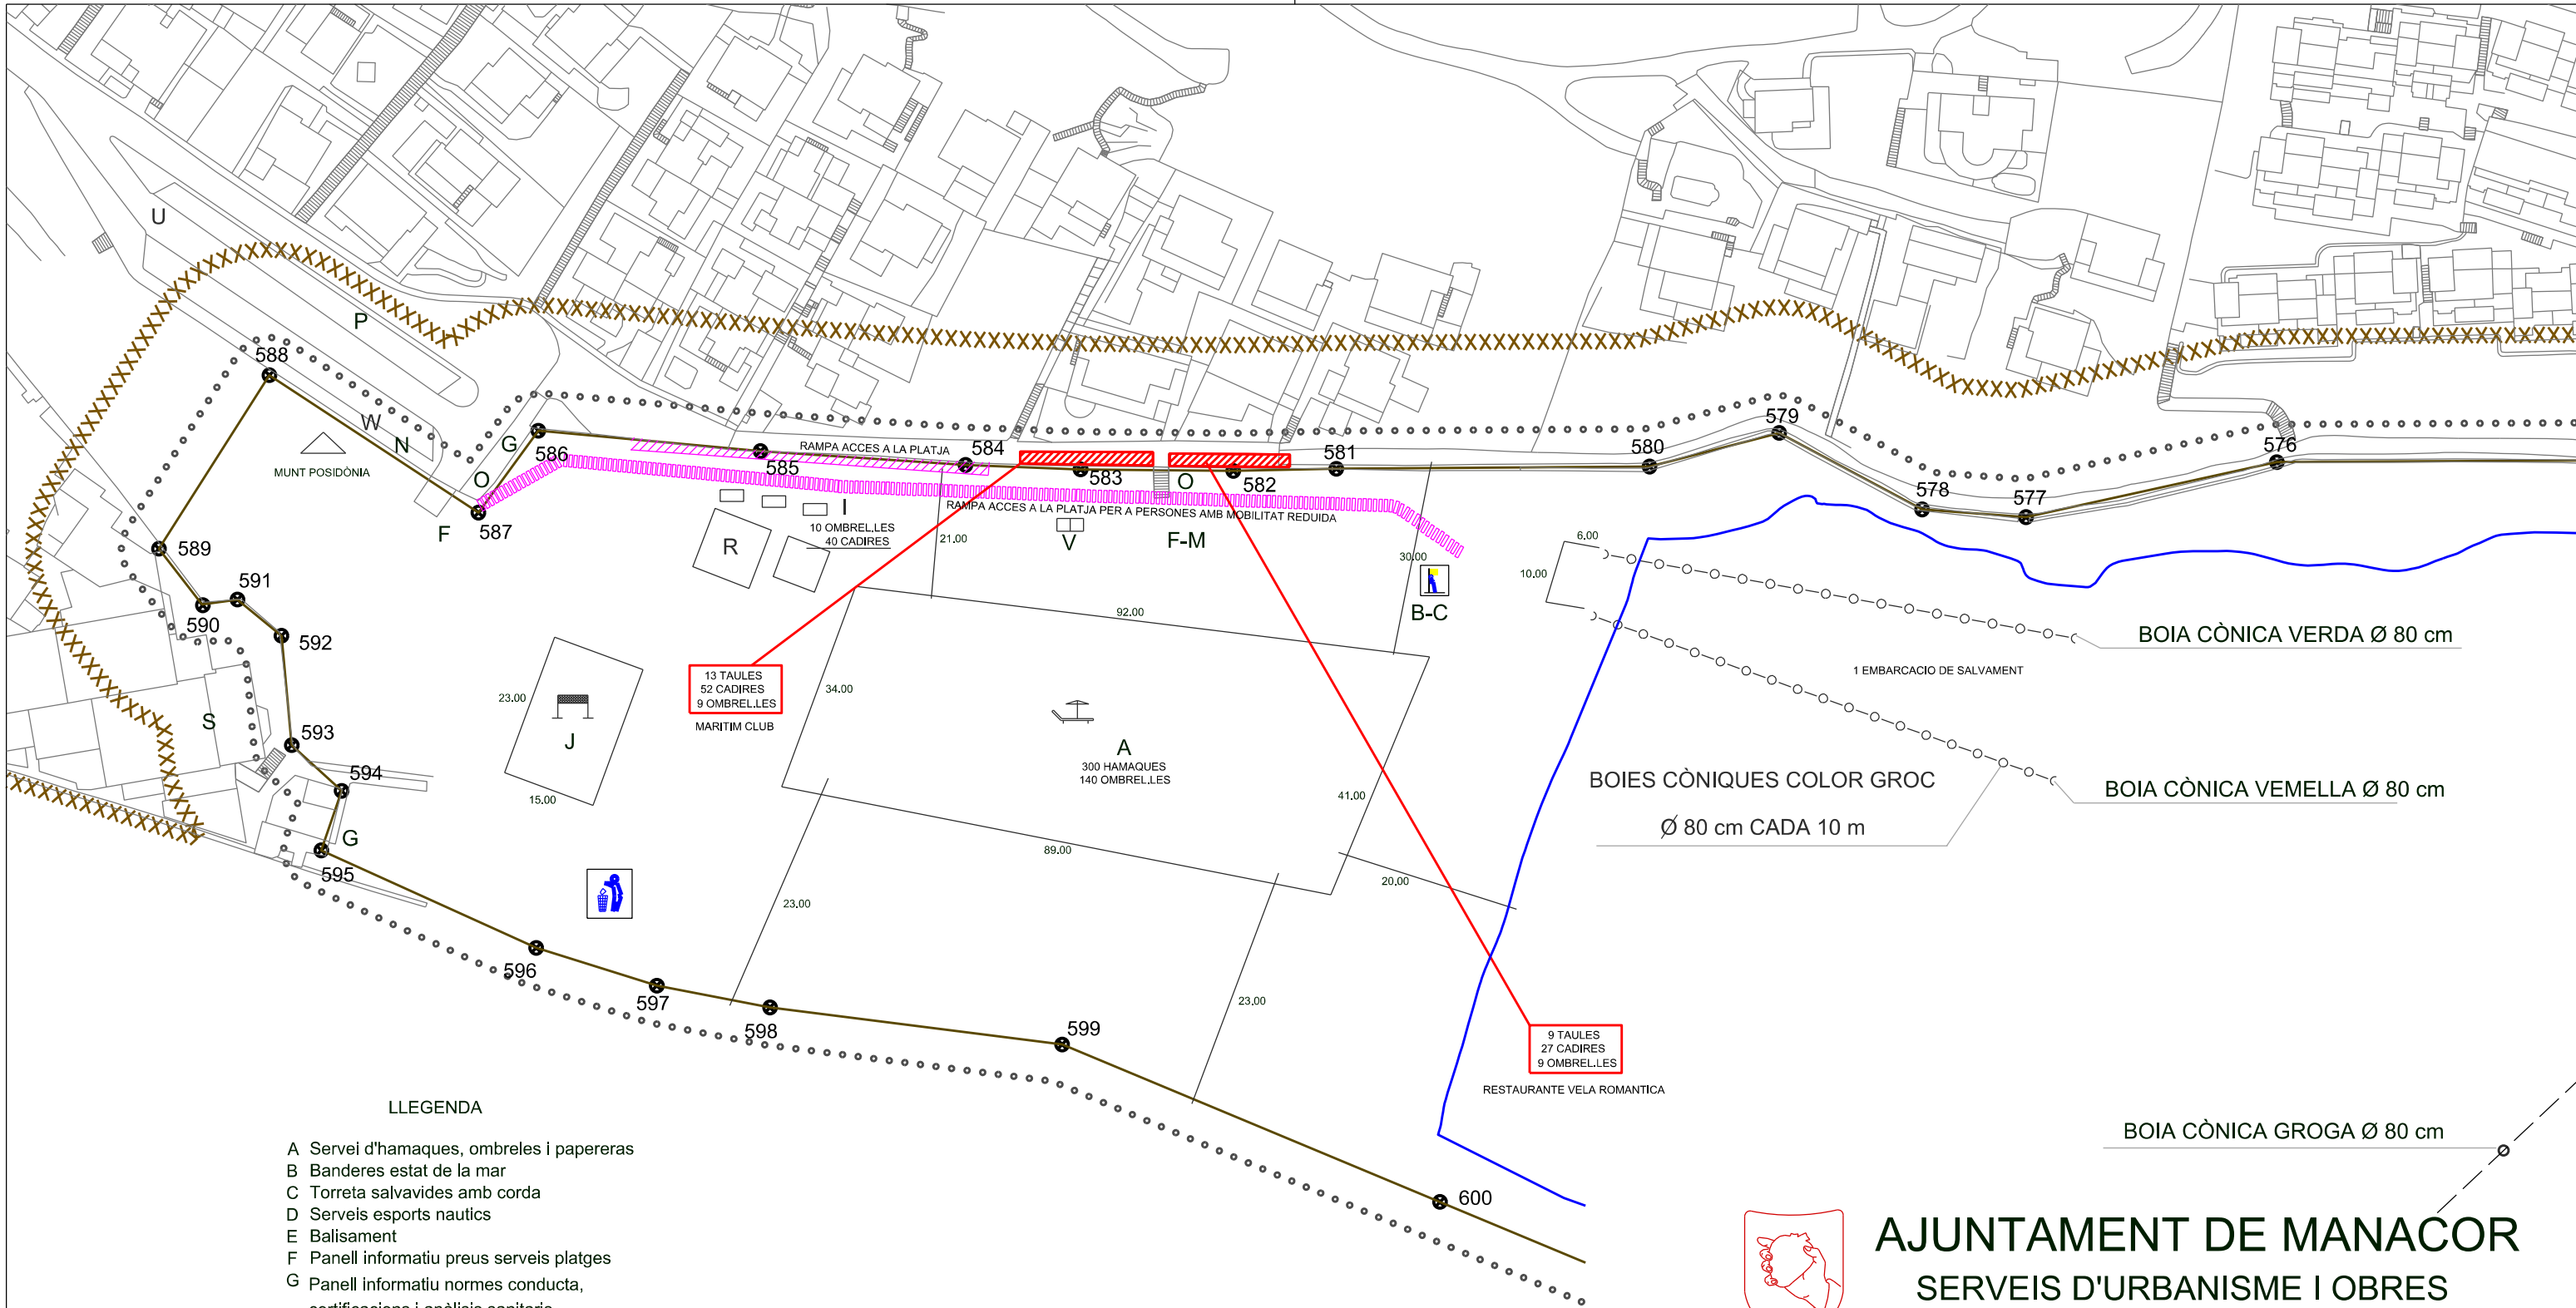 U
P
588
W
N
MUNT POSIDÒNIA
G
586
O
F
587
589
591
590
592
S
593
594
G
595
585
RAMPA ACCES A LA PLATJA
584
583
582
581
580
579
578
577
576
O
RAMPA ACCES A LA PLATJA PER A PERSONES AMB MOBILITAT REDUIDA
I
10 OMBREL.LES
40 CADIRES
R
21.00
V
F-M
30.00
B-C
6.00
10.00
92.00
BOIA CÒNICA VERDA Ø 80 cm
1 EMBARCACIO DE SALVAMENT
13 TAULES
52 CADIRES
9 OMBREL.LES
MARITIM CLUB
34.00
23.00
J
15.00
A
300 HAMAQUES
140 OMBREL.LES
41.00
BOIES CÒNIQUES COLOR GROC
Ø 80 cm CADA 10 m
BOIA CÒNICA VEMELLA Ø 80 cm
89.00
20.00
23.00
23.00
596
597
598
599
600
9 TAULES
27 CADIRES
9 OMBREL.LES
RESTAURANTE VELA ROMANTICA
BOIA CÒNICA GROGA Ø 80 cm
LLEGENDA
A Servei d'hamaques, ombreles i papereras
B Banderes estat de la mar
C Torreta salvavides amb corda
D Serveis esports nautics
E Balisament
F Panell informatiu preus serveis platges
G Panell informatiu normes conducta,
certificacions i anàlisis sanitaris
AJUNTAMENT DE MANACOR
SERVEIS D'URBANISME I OBRES